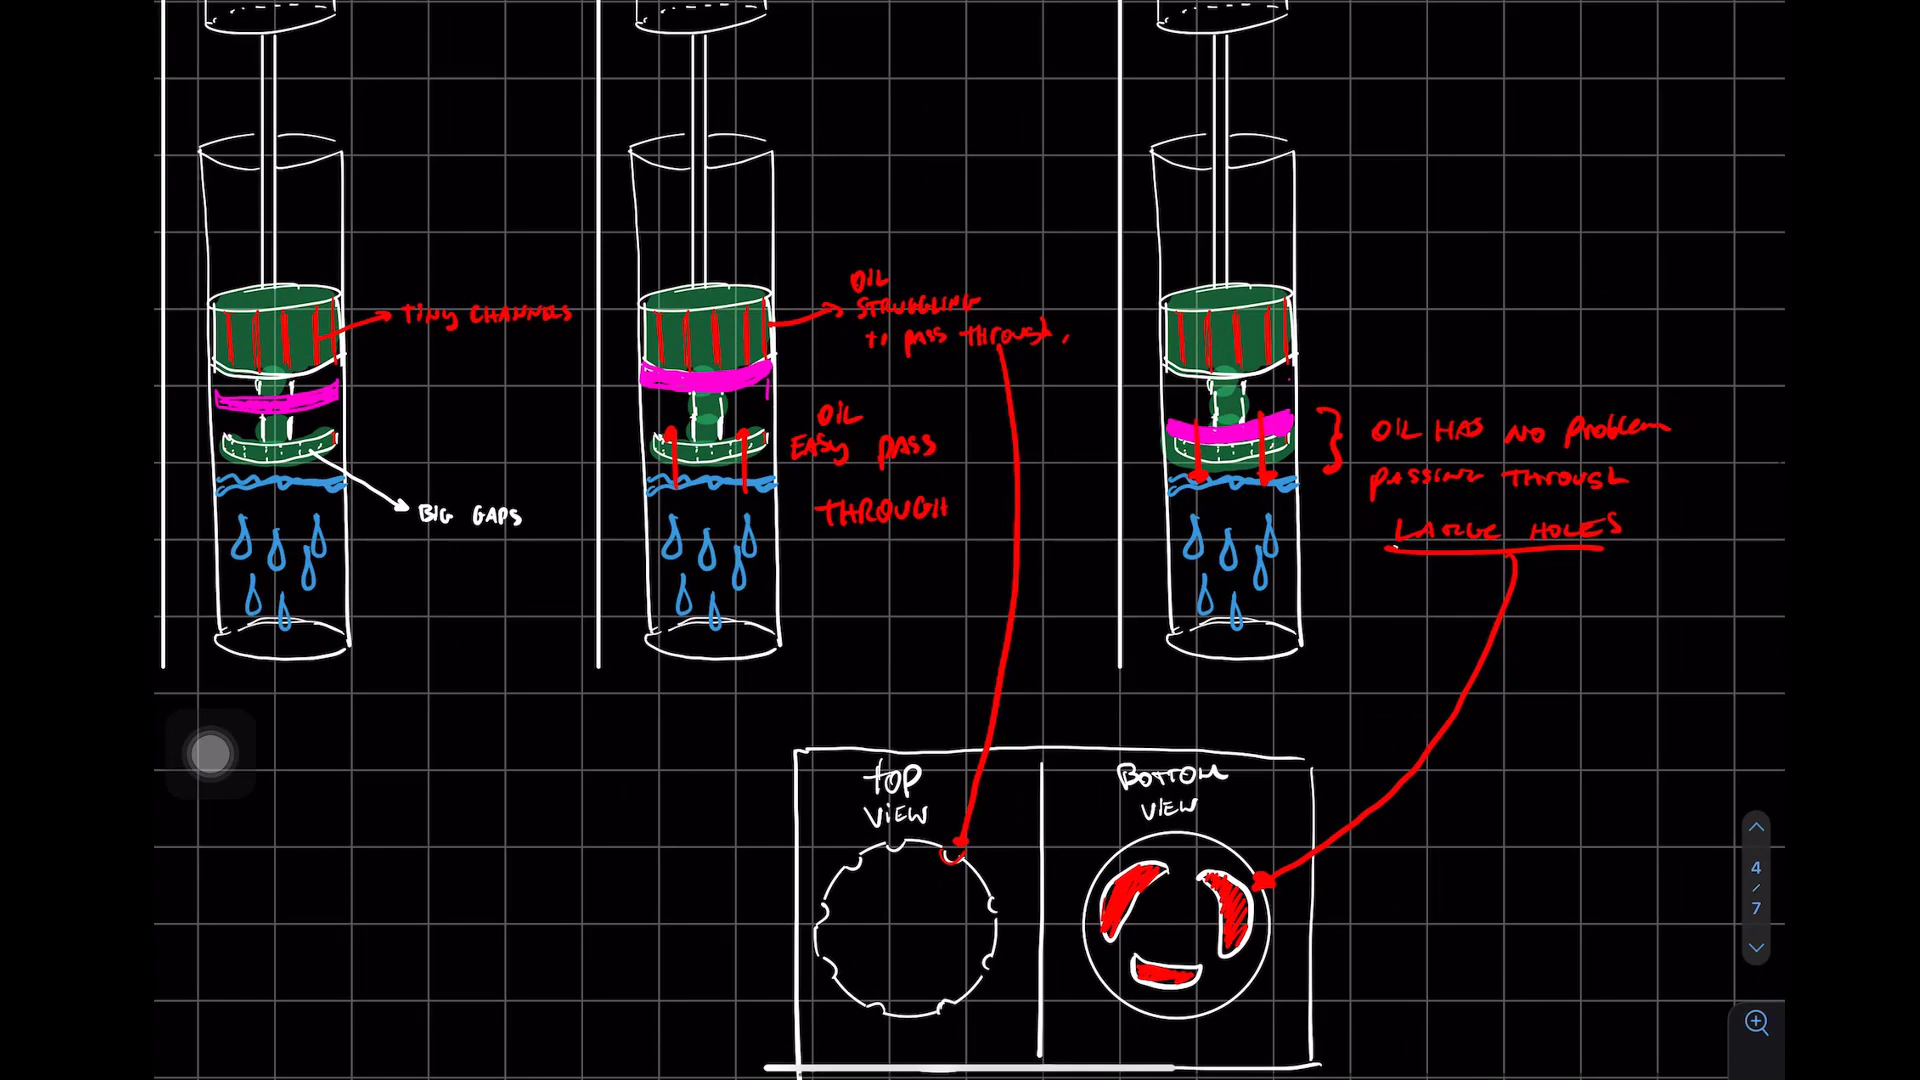 TINY CHANNELS
BIG GAPS
OIL
STRUGGLING
to pass through,
OIL
EASY PASS
THROUGH
OIL HAS NO PROBLEM
PASSING THROUGH
LARGE HOLES
TOP
VIEW
BOTTOM
VIEW
4
/
7